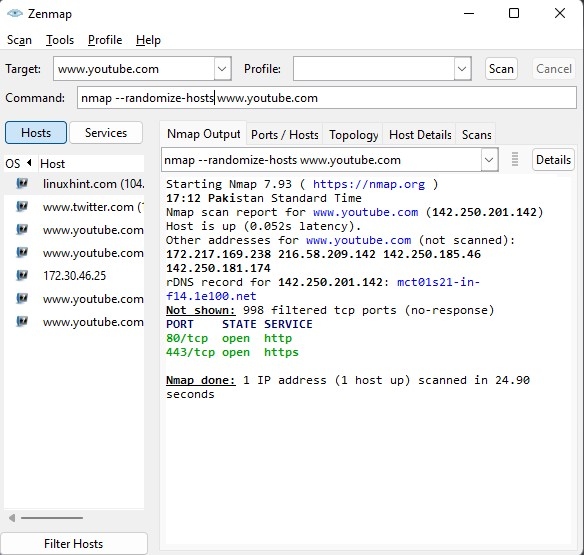 Zenmap
Scan Tools Profile Help
Target: www.youtube.com Profile: Scan Cancel
Command: nmap --randomize-hosts www.youtube.com
Hosts Services
OS Host
linuxhint.com (104.
www.twitter.com (1
www.youtube.com
www.youtube.com
172.30.46.25
www.youtube.com
www.youtube.com
Filter Hosts
Nmap Output Ports / Hosts Topology Host Details Scans
nmap --randomize-hosts www.youtube.com Details
Starting Nmap 7.93 ( https://nmap.org )
17:12 Pakistan Standard Time
Nmap scan report for www.youtube.com (142.250.201.142)
Host is up (0.052s latency).
Other addresses for www.youtube.com (not scanned):
172.217.169.238 216.58.209.142 142.250.185.46
142.250.181.174
rDNS record for 142.250.201.142: mct01s21-in-
f14.1e100.net
Not shown: 998 filtered tcp ports (no-response)
PORT STATE SERVICE
80/tcp open http
443/tcp open https
Nmap done: 1 IP address (1 host up) scanned in 24.90
seconds